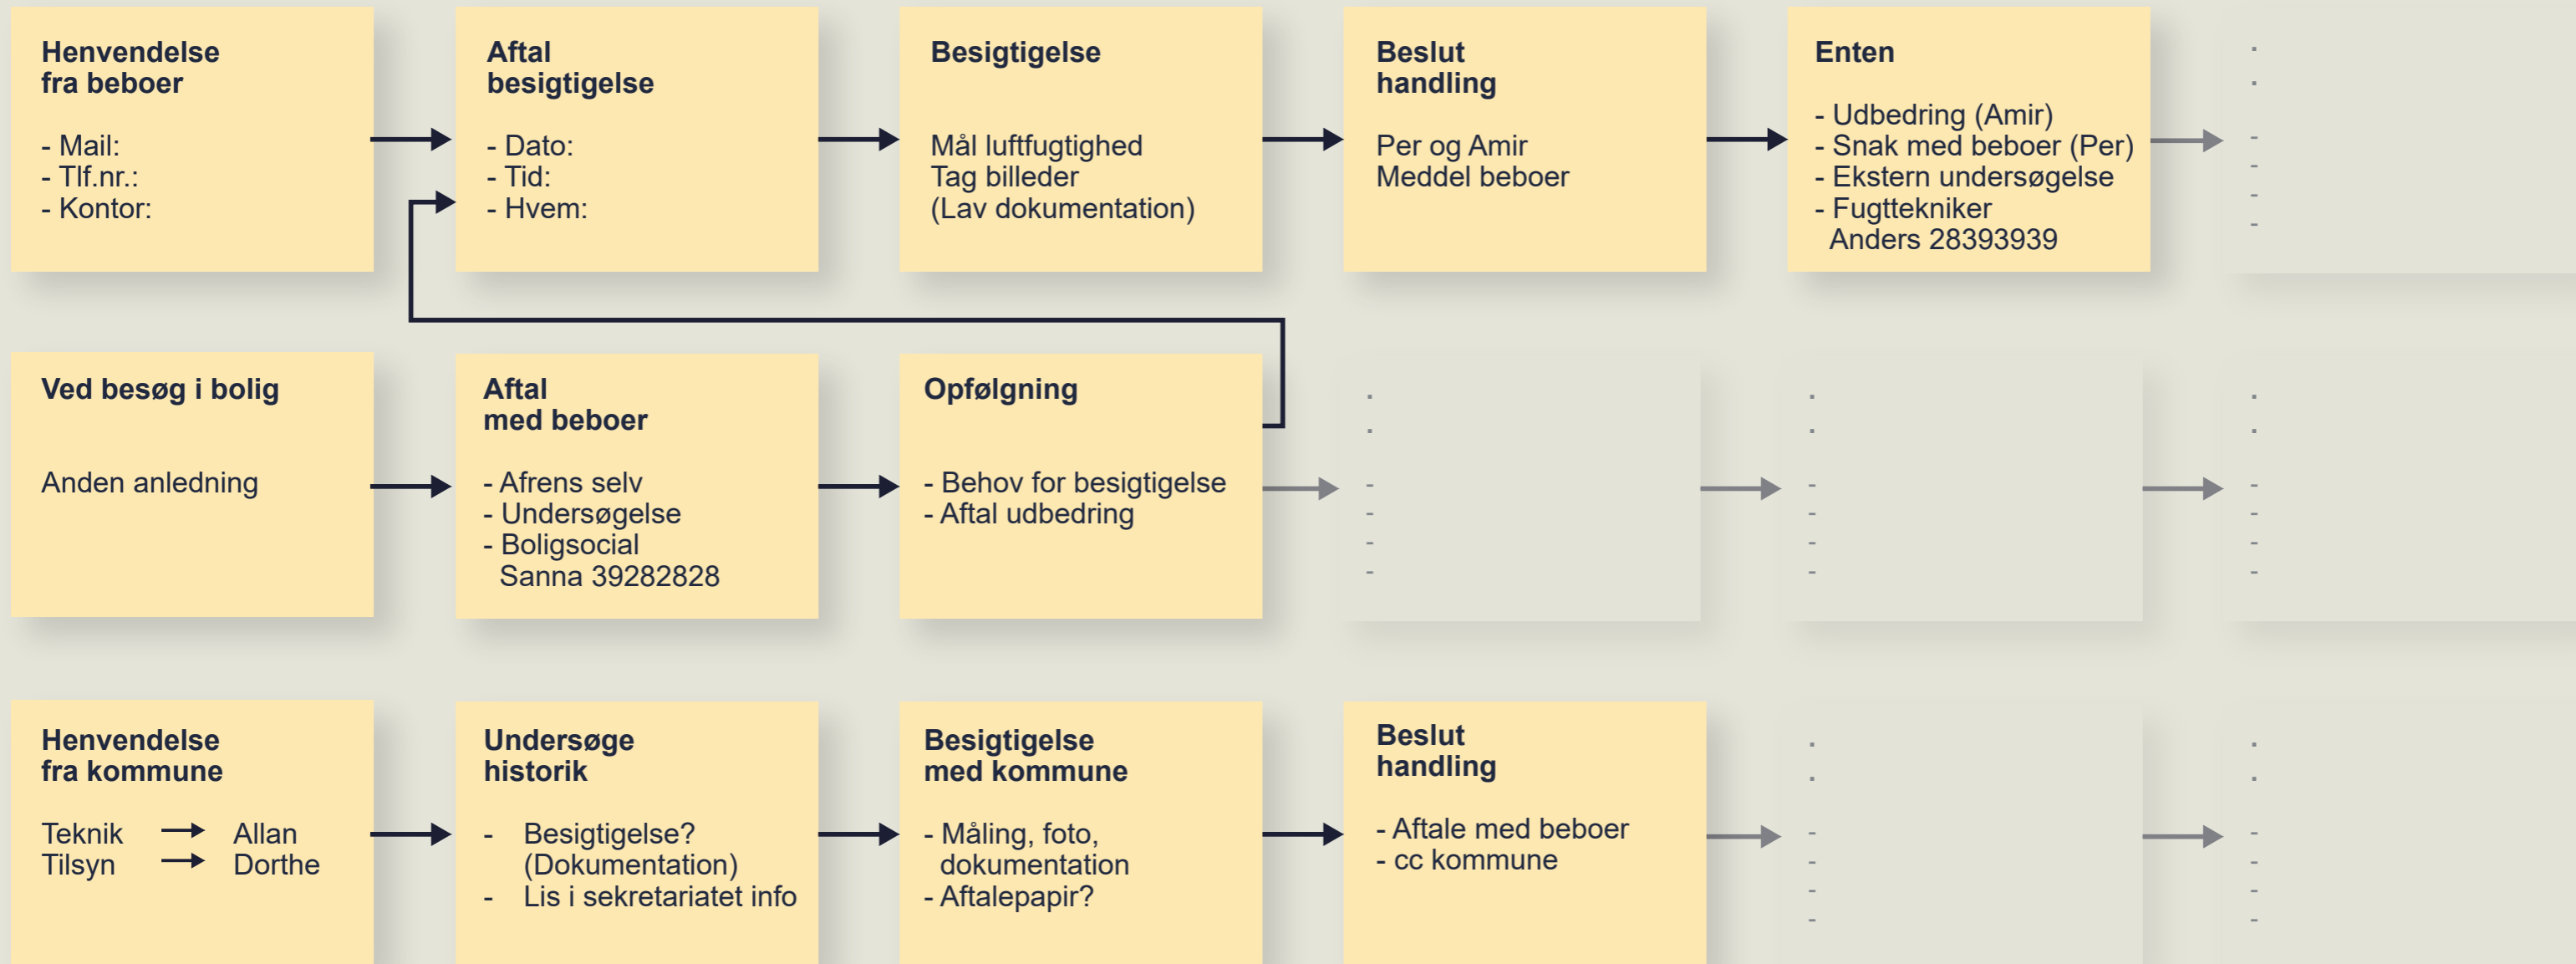 Henvendelse
fra beboer
- Mail:
- Tlf.nr.:
- Kontor:
Aftal
besigtigelse
- Dato:
- Tid:
- Hvem:
Besigtigelse
Mål luftfugtighed
Tag billeder
(Lav dokumentation)
Beslut
handling
Per og Amir
Meddel beboer
Enten
- Udbedring (Amir)
- Snak med beboer (Per)
- Ekstern undersøgelse
- Fugttekniker
Anders 28393939
Ved besøg i bolig
Anden anledning
Aftal
med beboer
- Afrens selv
- Undersøgelse
- Boligsocial
Sanna 39282828
Opfølgning
- Behov for besigtigelse
- Aftal udbedring
Henvendelse
fra kommune
Teknik → Allan
Tilsyn → Dorthe
Undersøge
historik
- Besigtigelse?
(Dokumentation)
- Lis i sekretariatet info
Besigtigelse
med kommune
- Måling, foto,
dokumentation
- Aftalepapir?
Beslut
handling
- Aftale med beboer
- cc kommune